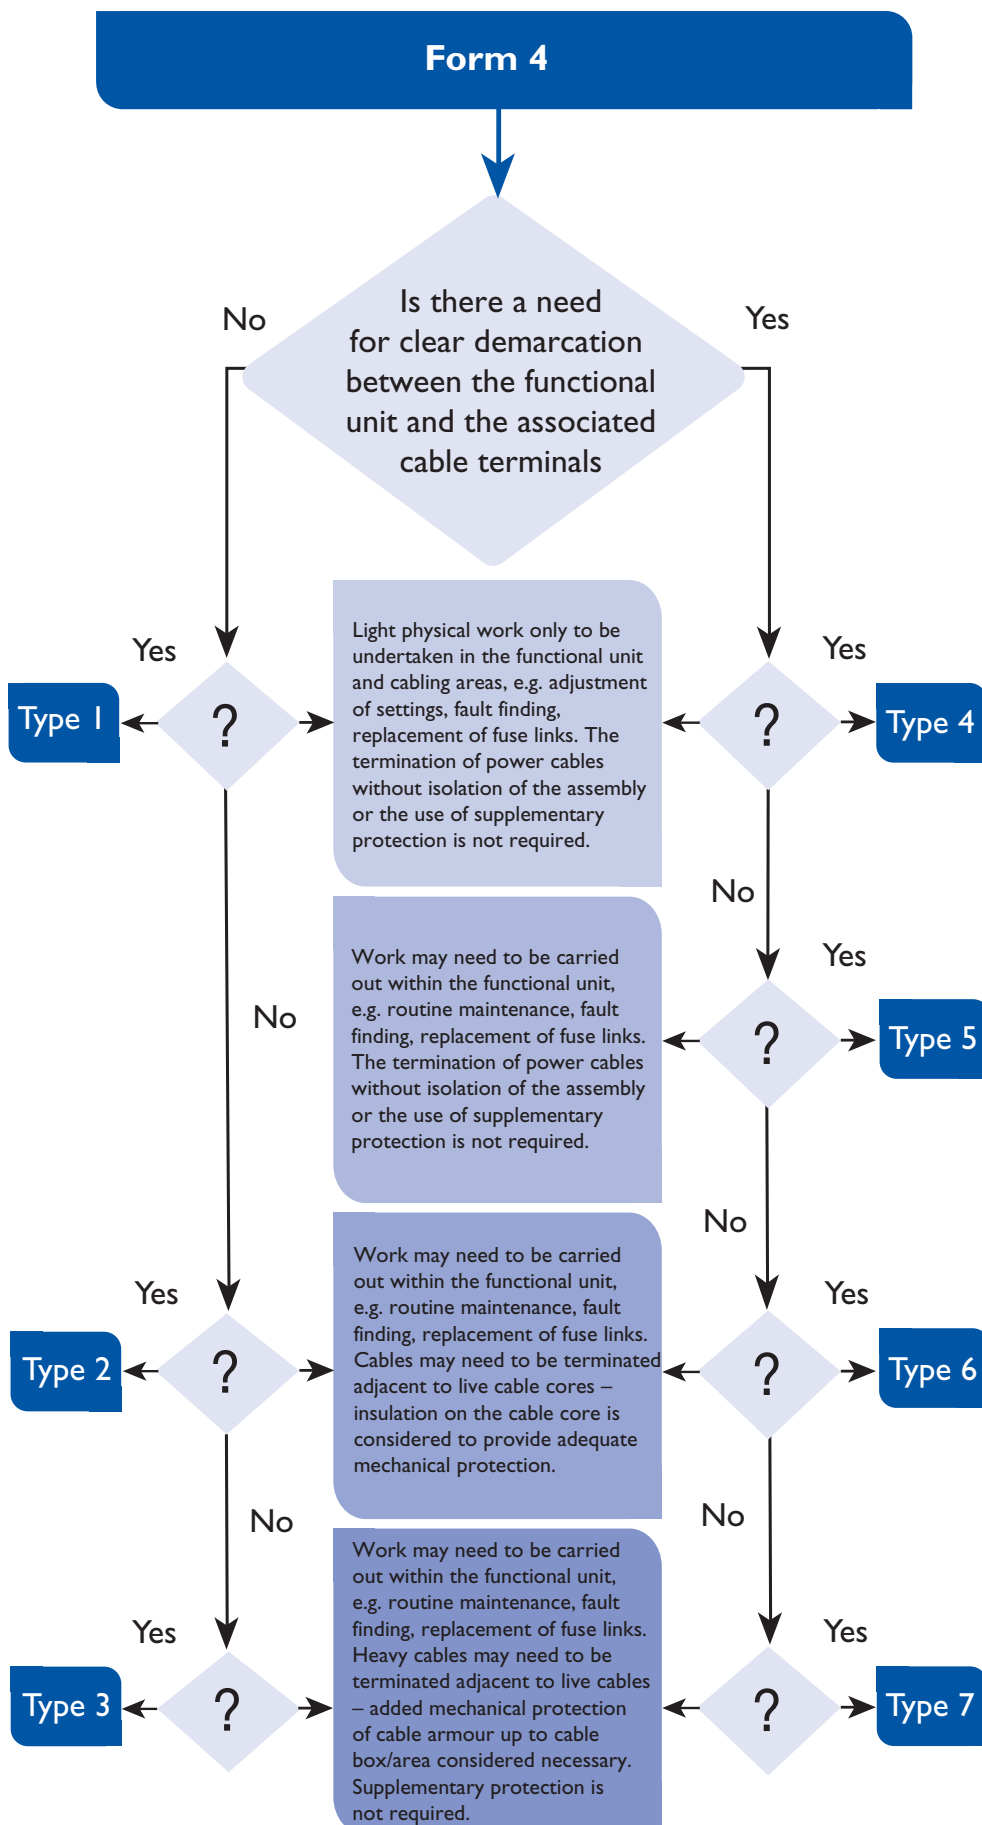 Form 4
Is there a need
for clear demarcation
between the functional
unit and the associated
cable terminals
No
Yes
Yes
Type 1
?
Light physical work only to be
undertaken in the functional unit
and cabling areas, e.g. adjustment
of settings, fault finding,
replacement of fuse links. The
termination of power cables
without isolation of the assembly
or the use of supplementary
protection is not required.
?
Yes
Type 4
No
No
Work may need to be carried
out within the functional unit,
e.g. routine maintenance, fault
finding, replacement of fuse links.
The termination of power cables
without isolation of the assembly
or the use of supplementary
protection is not required.
?
Yes
Type 5
No
Yes
Type 2
?
Work may need to be carried
out within the functional unit,
e.g. routine maintenance, fault
finding, replacement of fuse links.
Cables may need to be terminated
adjacent to live cable cores –
insulation on the cable core is
considered to provide adequate
mechanical protection.
?
Yes
Type 6
No
No
Yes
Type 3
?
Work may need to be carried
out within the functional unit,
e.g. routine maintenance, fault
finding, replacement of fuse links.
Heavy cables may need to be
terminated adjacent to live cables
– added mechanical protection
of cable armour up to cable
box/area considered necessary.
Supplementary protection is
not required.
?
Yes
Type 7